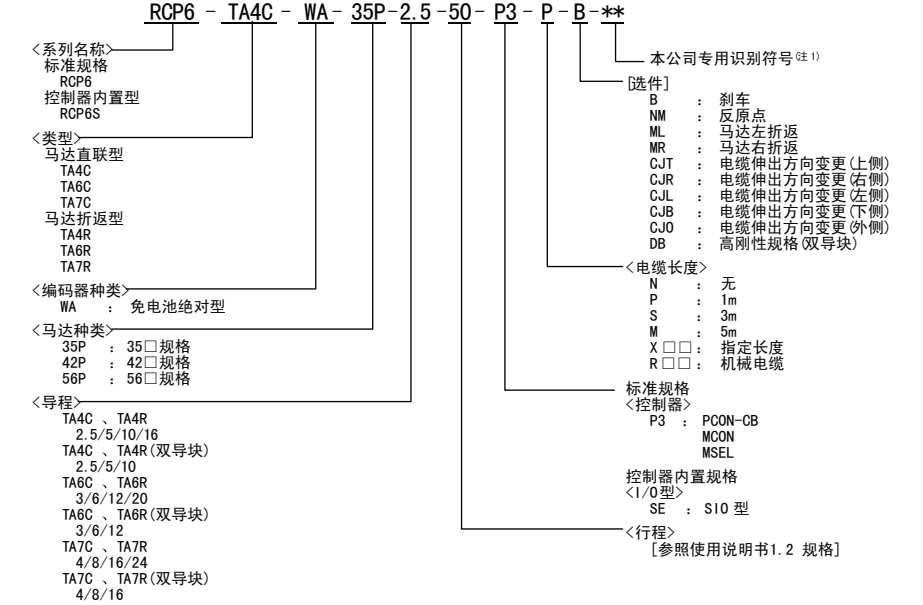 RCP6 - TA4C - WA - 35P-2.5 -50- P3-P-B-**
<系列名称>
标准规格
RCP6
控制器内置型
RCP6S
<类型>
马达直联型
TA4C
TA6C
TA7C
马达折返型
TA4R
TA6R
TA7R
<编码器种类>
WA : 免电池绝对型
<马达种类>
35P : 35□规格
42P : 42□规格
56P : 56□规格
<导程>
TA4C 、TA4R
2.5/5/10/16
TA4C 、TA4R(双导块)
2.5/5/10
TA6C 、TA6R
3/6/12/20
TA6C 、TA6R(双导块)
3/6/12
TA7C 、TA7R
4/8/16/24
TA7C 、TA7R(双导块)
4/8/16
本公司专用识别符号(注1)
[选件]
B : 刹车
NM : 反原点
ML : 马达左折返
MR : 马达右折返
CJT : 电缆伸出方向变更(上侧)
CJR : 电缆伸出方向变更(右侧)
CJL : 电缆伸出方向变更(左侧)
CJB : 电缆伸出方向变更(下侧)
CJO : 电缆伸出方向变更(外侧)
DB : 高刚性规格(双导块)
<电缆长度>
N : 无
P : 1m
S : 3m
M : 5m
X□□ : 指定长度
R□□ : 机械电缆
标准规格
<控制器>
P3 : PCON-CB
MCON
MSEL
控制器内置规格
<I/O型>
SE : SIO型
<行程>
[参照使用说明书1.2 规格]